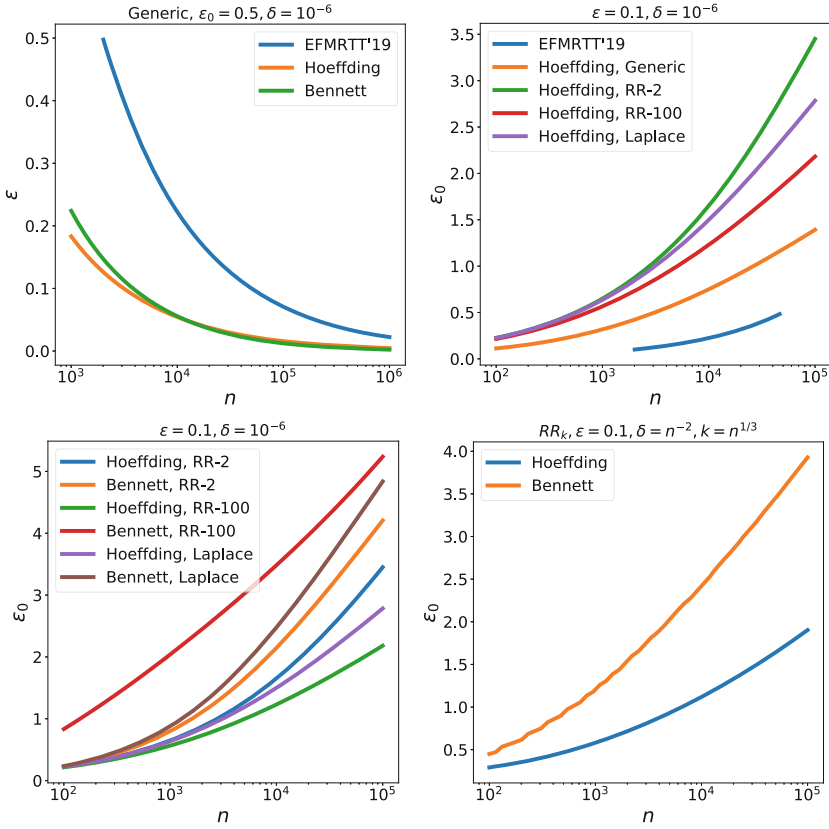 Generic, ε₀ = 0.5, δ = 10⁻⁶
EFMRTT'19
Hoeffding
Bennett
0.5
0.4
0.3
0.2
0.1
0.0
ε
10³
10⁴
10⁵
10⁶
n
ε = 0.1, δ = 10⁻⁶
EFMRTT'19
Hoeffding, Generic
Hoeffding, RR-2
Hoeffding, RR-100
Hoeffding, Laplace
3.5
3.0
2.5
2.0
1.5
1.0
0.5
0.0
ε₀
10²
10³
10⁴
10⁵
n
ε = 0.1, δ = 10⁻⁶
Hoeffding, RR-2
Bennett, RR-2
Hoeffding, RR-100
Bennett, RR-100
Hoeffding, Laplace
Bennett, Laplace
5
4
3
2
1
0
ε₀
10²
10³
10⁴
10⁵
n
RRₖ, ε = 0.1, δ = n⁻², k = n¹ᐟ³
Hoeffding
Bennett
4.0
3.5
3.0
2.5
2.0
1.5
1.0
0.5
ε₀
10²
10³
10⁴
10⁵
n